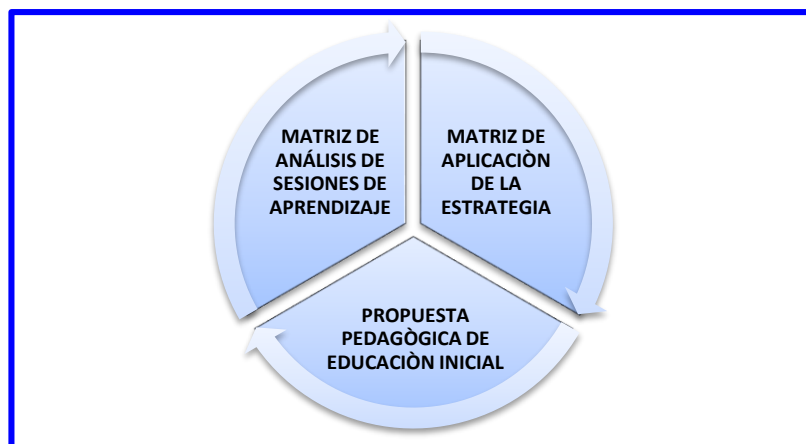 MATRIZ DE
ANÁLISIS DE
SESIONES DE
APRENDIZAJE
MATRIZ DE
APLICACIÒN
DE LA
ESTRATEGIA
PROPUESTA
PEDAGÒGICA DE
EDUCACIÒN INICIAL